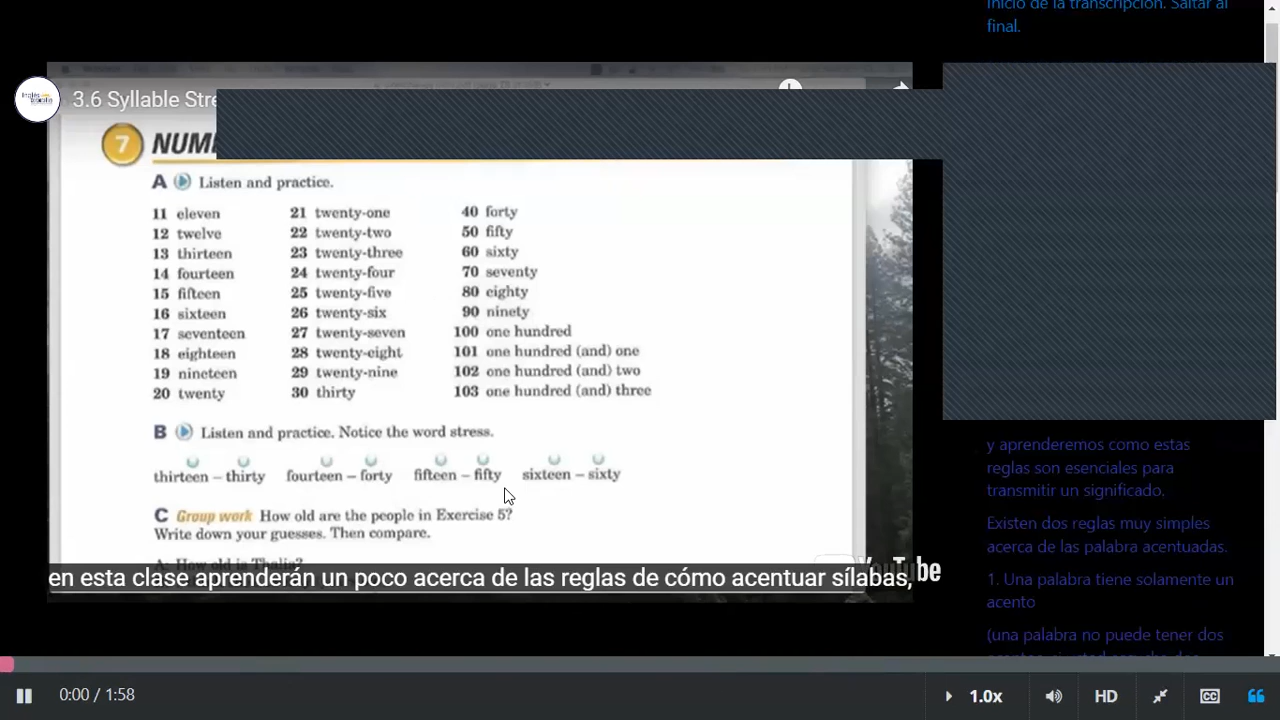 Inicio de la transcripción. Saltar al
final.
3.6 Syllable Stre
7
A Listen and practice.
11 eleven 21 twenty-one 40 forty
12 twelve 22 twenty-two 50 fifty
13 thirteen 23 twenty-three 60 sixty
14 fourteen 24 twenty-four 70 seventy
15 fifteen 25 twenty-five 80 eighty
16 sixteen 26 twenty-six 90 ninety
17 seventeen 27 twenty-seven 100 one hundred
18 eighteen 28 twenty-eight 101 one hundred (and) one
19 nineteen 29 twenty-nine 102 one hundred (and) two
20 twenty 30 thirty 103 one hundred (and) three
B Listen and practice. Notice the word stress.
thirteen – thirty fourteen – forty fifteen – fifty sixteen – sixty
C Group work How old are the people in Exercise 5?
Write down your guesses. Then compare.
A: How old is Thalia?
en esta clase aprenderán un poco acerca de las reglas de cómo acentuar sílabas,
YouTube
y aprenderemos como estas
reglas son esenciales para
transmitir un significado.
Existen dos reglas muy simples
acerca de las palabra acentuadas.
1. Una palabra tiene solamente un
acento
(una palabra no puede tener dos
0:00 / 1:58
1.0x
HD
CC